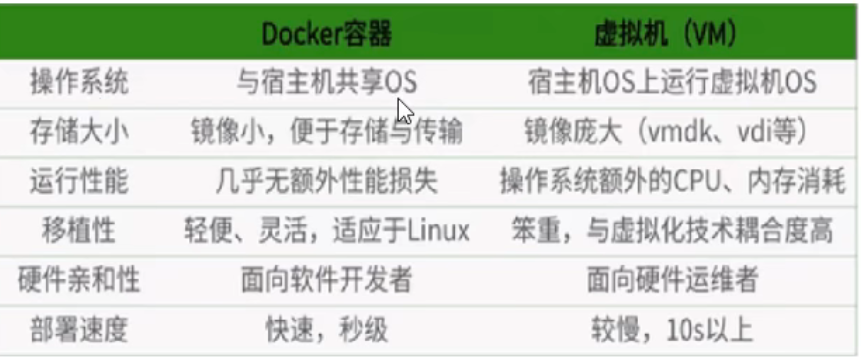 Docker容器 虚拟机（VM）
操作系统 与宿主机共享OS 宿主机OS上运行虚拟机OS
存储大小 镜像小，便于存储与传输 镜像庞大（vmdk、vdi等）
运行性能 几乎无额外性能损失 操作系统额外的CPU、内存消耗
移植性 轻便、灵活，适应于Linux 笨重，与虚拟化技术耦合度高
硬件亲和性 面向软件开发者 面向硬件运维者
部署速度 快速，秒级 较慢，10s以上